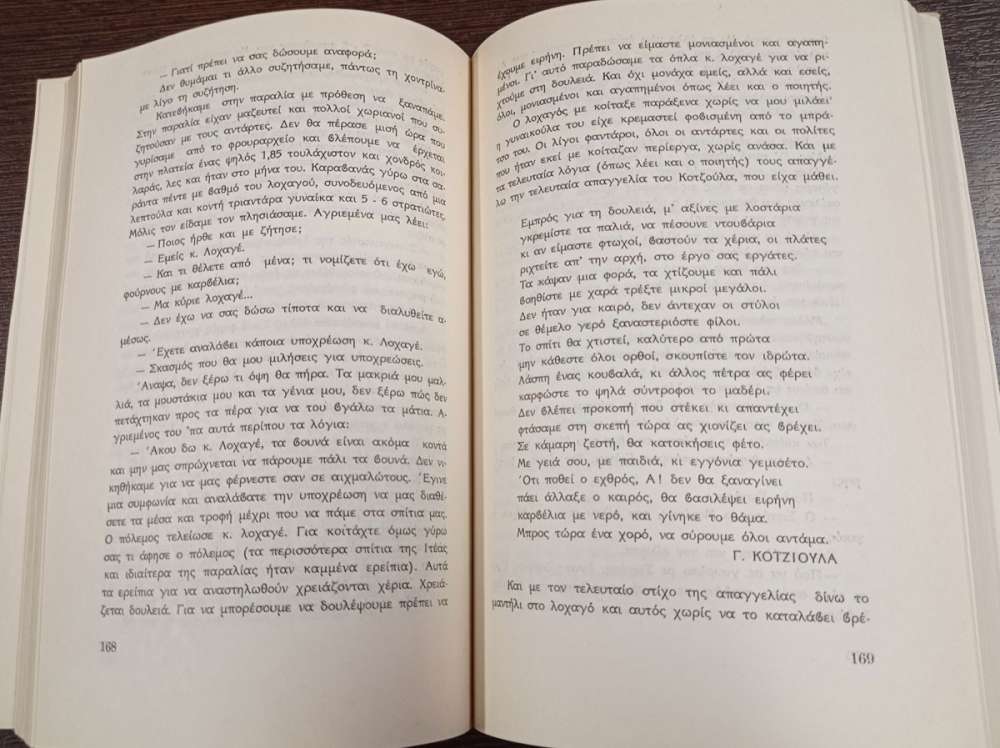 — Γιατί πρέπει να σας δώσουμε αναφορά;
Δεν θυμάμαι τι άλλο συζητήσαμε, πάντως τη χοντρίνα-
με λίγο τη συζήτηση.
Κατεβήκαμε στην παραλία με πρόθεση να ξαναπάμε.
Στην παραλία είχαν μαζευτεί και πολλοί χωριανοί που συ-
ζητούσαν με τους αντάρτες. Δεν θα πέρασε μισή ώρα που
γυρίσαμε από το φρουραρχείο και βλέπουμε να έρχεται
στην πλατεία ένας ψηλός 1,85 τουλάχιστον και χονδρός κοι-
λαράς, λες και ήταν στο μήνα του. Καραβανάς γύρω στα σα-
ράντα πέντε με βαθμό του λοχαγού, συνοδευόμενος από μια
λεπτούλα και κοντή τριαντάρα γυναίκα και 5 - 6 στρατιώτες.
Μόλις τον είδαμε τον πλησιάσαμε. Αγριεμένα μας λέει:
— Ποιος ήρθε και με ζήτησε;
— Εμείς κ. Λοχαγέ.
— Και τι θέλετε από μένα; τι νομίζετε ότι έχω εγώ,
φούρνους με καρβέλια;
— Μα κύριε λοχαγέ...
— Δεν έχω να σας δώσω τίποτα και να διαλυθείτε α-
μέσως.
— Έχετε αναλάβει κάποια υποχρέωση κ. Λοχαγέ.
— Σκασμός που θα μου μιλήσεις για υποχρεώσεις.
Άναψα, δεν ξέρω τι όψη θα πήρα. Τα μακριά μου μαλ-
λιά, τα μουστάκια μου και τα γένια μου, δεν ξέρω πώς δεν
πετάχτηκαν προς τα πέρα για να του βγάλω τα μάτια. Α-
γριεμένος του 'πα αυτά περίπου τα λόγια:
— Άκου δω κ. Λοχαγέ, τα βουνά είναι ακόμα κοντά
και μην μας σπρώχνεται να πάρουμε πάλι τα βουνά. Δεν νι-
κηθήκαμε για να μας φέρνεστε σαν σε αιχμαλώτους. Έγινε
μια συμφωνία και αναλάβατε την υποχρέωση να μας διαθέ-
σετε τα μέσα και τροφή μέχρι που να πάμε στα σπίτια μας.
Ο πόλεμος τελείωσε κ. λοχαγέ. Για κοιτάχτε όμως γύρω
σας τι άφησε ο πόλεμος (τα περισσότερα σπίτια της Ιτέας
και ιδιαίτερα της παραλίας ήταν καμμένα ερείπια). Αυτά
τα ερείπια για να αναστηλωθούν χρειάζονται χέρια. Χρειά-
ζεται δουλειά. Για να μπορέσουμε να δουλέψουμε πρέπει να
168
έχουμε ειρήνη. Πρέπει να είμαστε μονιασμένοι και αγαπη-
μένοι. Γι' αυτό παραδώσαμε τα όπλα κ. λοχαγέ για να ρι-
χτούμε στη δουλειά. Και όχι μονάχα εμείς, αλλά και εσείς,
όλοι, μονιασμένοι και αγαπημένοι όπως λέει και ο ποιητής.
Ο λοχαγός με κοίταξε παράξενα χωρίς να μου μιλάει
η γυναικούλα του είχε κρεμαστεί φοβισμένη από το μπρά-
τσο του. Οι λίγοι φαντάροι, όλοι οι αντάρτες και οι πολίτες
που ήταν εκεί με κοίταζαν περίεργα, χωρίς ανάσα. Και με
τα τελευταία λόγια (όπως λέει και ο ποιητής) τους απαγγέ-
λω την τελευταία απαγγελία του Κοτζούλα, που είχα μάθει.
Εμπρός για τη δουλειά, μ' αξίνες με λοστάρια
γκρεμίστε τα παλιά, να πέσουνε ντουβάρια
κι αν είμαστε φτωχοί, βαστούν τα χέρια, οι πλάτες
ριχτείτε απ' την αρχή, στο έργο σας εργάτες.
Τα κάψαν μια φορά, τα χτίζουμε και πάλι
βοηθίστε με χαρά τρέξτε μικροί μεγάλοι.
Δεν ήταν για καιρό, δεν άντεχαν οι στύλοι
σε θέμελο γερό ξαναστεριόστε φίλοι.
Το σπίτι θα χτιστεί, καλύτερο από πρώτα
μην κάθεστε όλοι ορθοί, σκουπίστε τον ιδρώτα.
Λάσπη ένας κουβαλά, κι άλλος πέτρα ας φέρει
καρφώστε το ψηλά σύντροφοι το μαδέρι.
Δεν βλέπει προκοπή που στέκει κι απαντέχει
φτάσαμε στη σκεπή τώρα ας χιονίζει ας βρέχει.
Σε κάμαρη ζεστή, θα κατοικήσεις φέτο.
Με γειά σου, με παιδιά, κι εγγόνια γεμισέτο.
Ότι ποθεί ο εχθρός, Α! δεν θα ξαναγίνει
πάει άλλαξε ο καιρός, θα βασιλέψει ειρήνη
καρβέλια με νερό, και γίνηκε το θάμα.
Μπρος τώρα ένα χορό, να σύρουμε όλοι αντάμα.
Γ. ΚΟΤΖΙΟΥΛΑ
Και με τον τελευταίο στίχο της απαγγελίας δίνω το
μαντήλι στο λοχαγό και αυτός χωρίς να το καταλάβει βρέ-
169